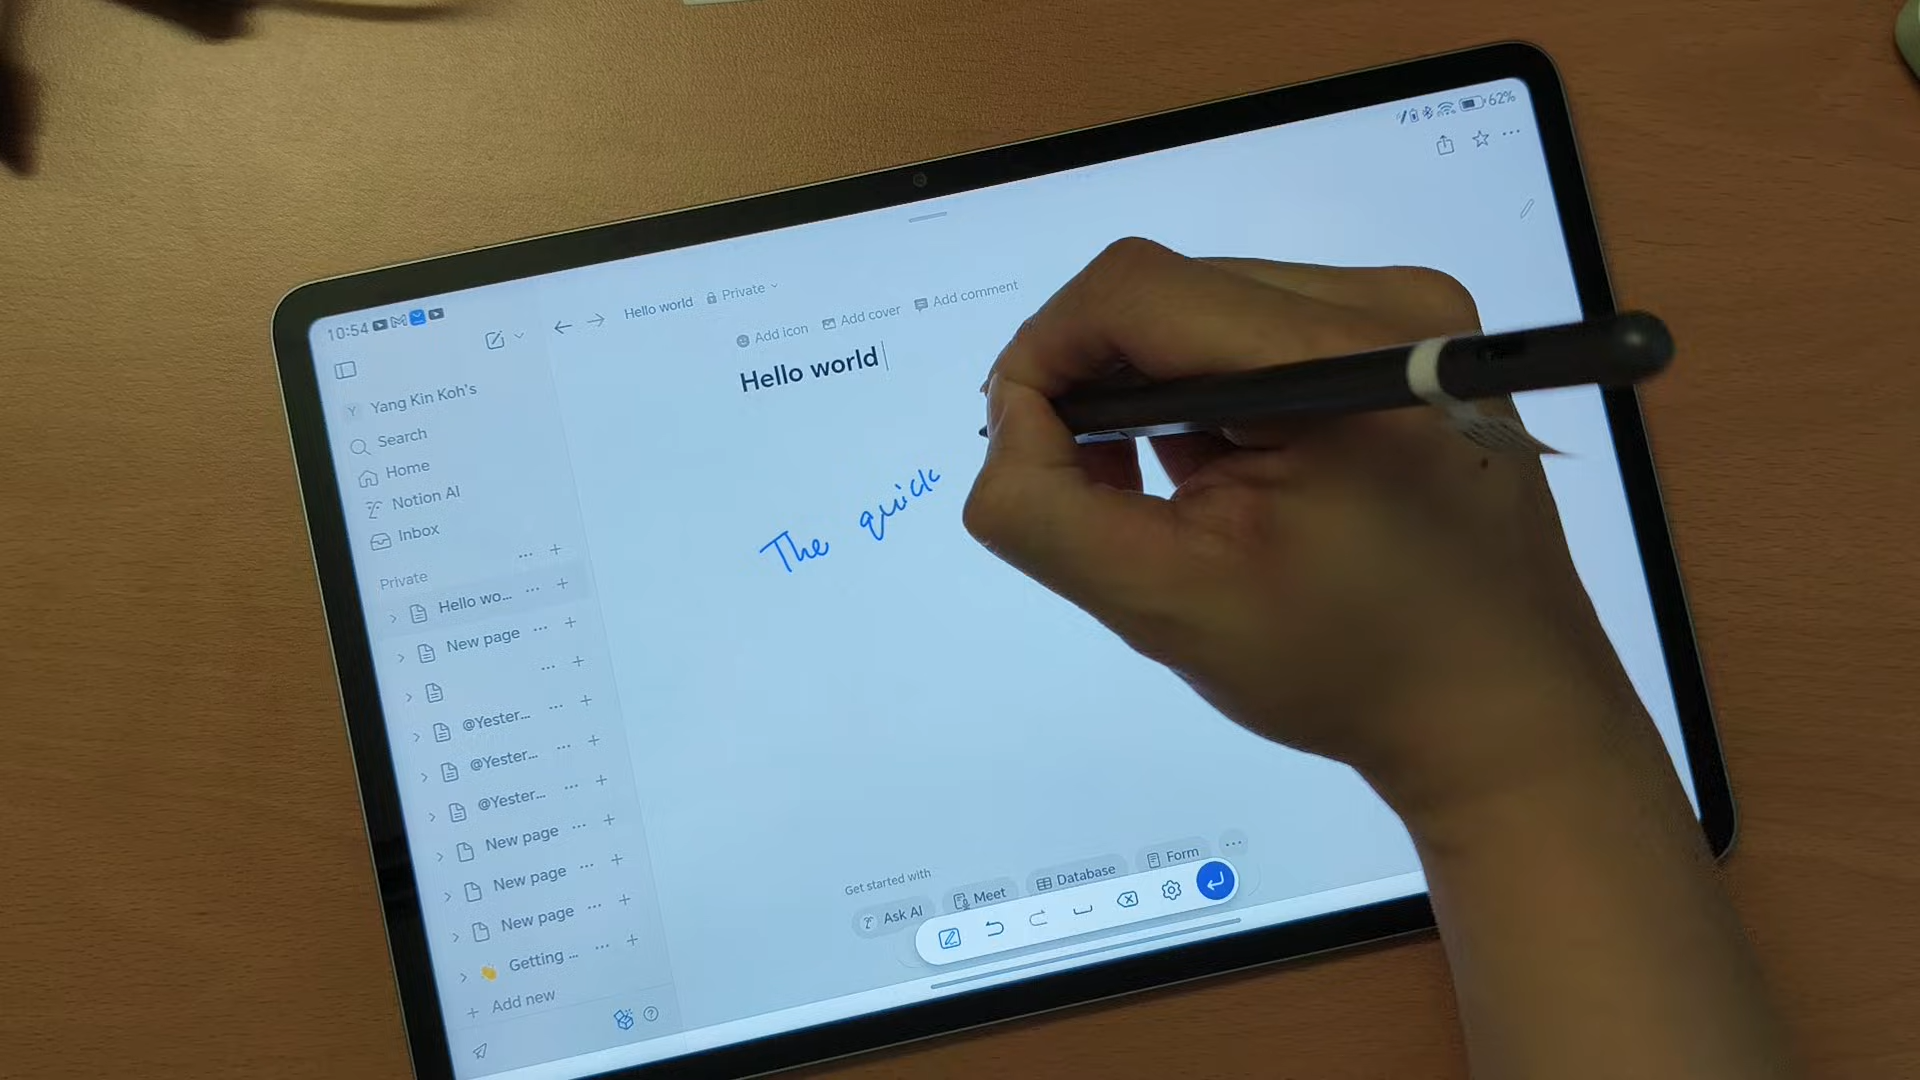 10:54
62%
Yang Kin Koh's
Search
Home
Notion AI
Inbox
Private
Hello wo...
New page
@Yester...
@Yester...
@Yester...
New page
New page
New page
Getting ...
Add new
Hello world Private
Add icon Add cover Add comment
Hello world
The quick
Get started with
Ask AI Meet Database Form